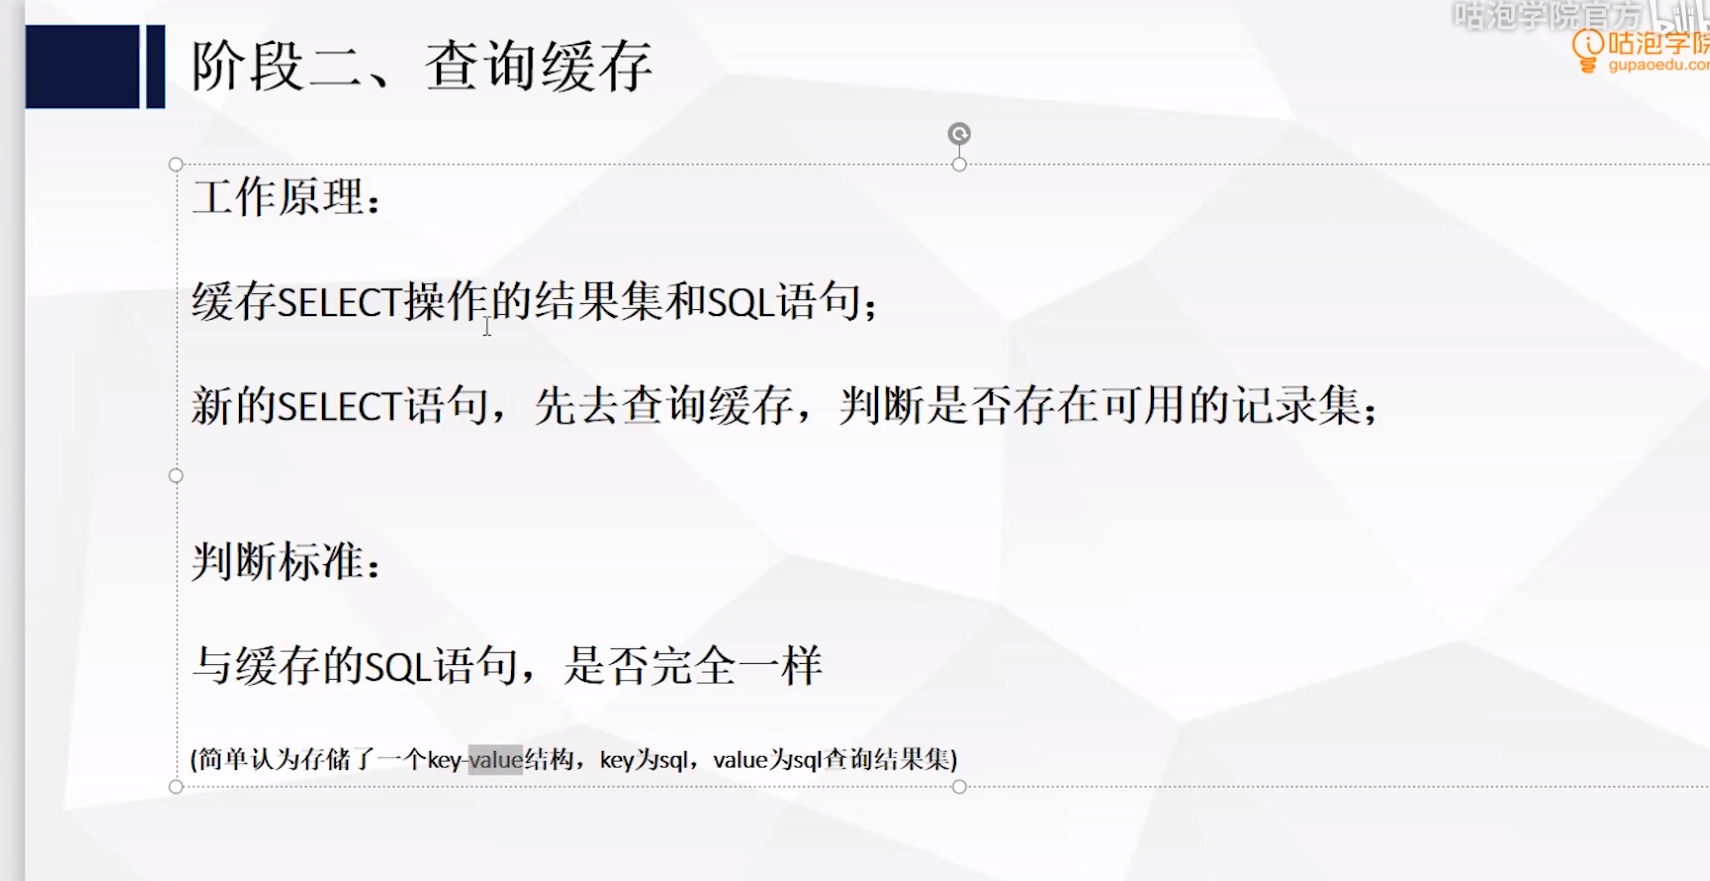 咕泡学院官方
咕泡学院
gupaoedu.com
阶段二、查询缓存
工作原理：
缓存SELECT操作的结果集和SQL语句；
新的SELECT语句，先去查询缓存，判断是否存在可用的记录集；
判断标准：
与缓存的SQL语句，是否完全一样
(简单认为存储了一个key-value结构，key为sql，value为sql查询结果集)